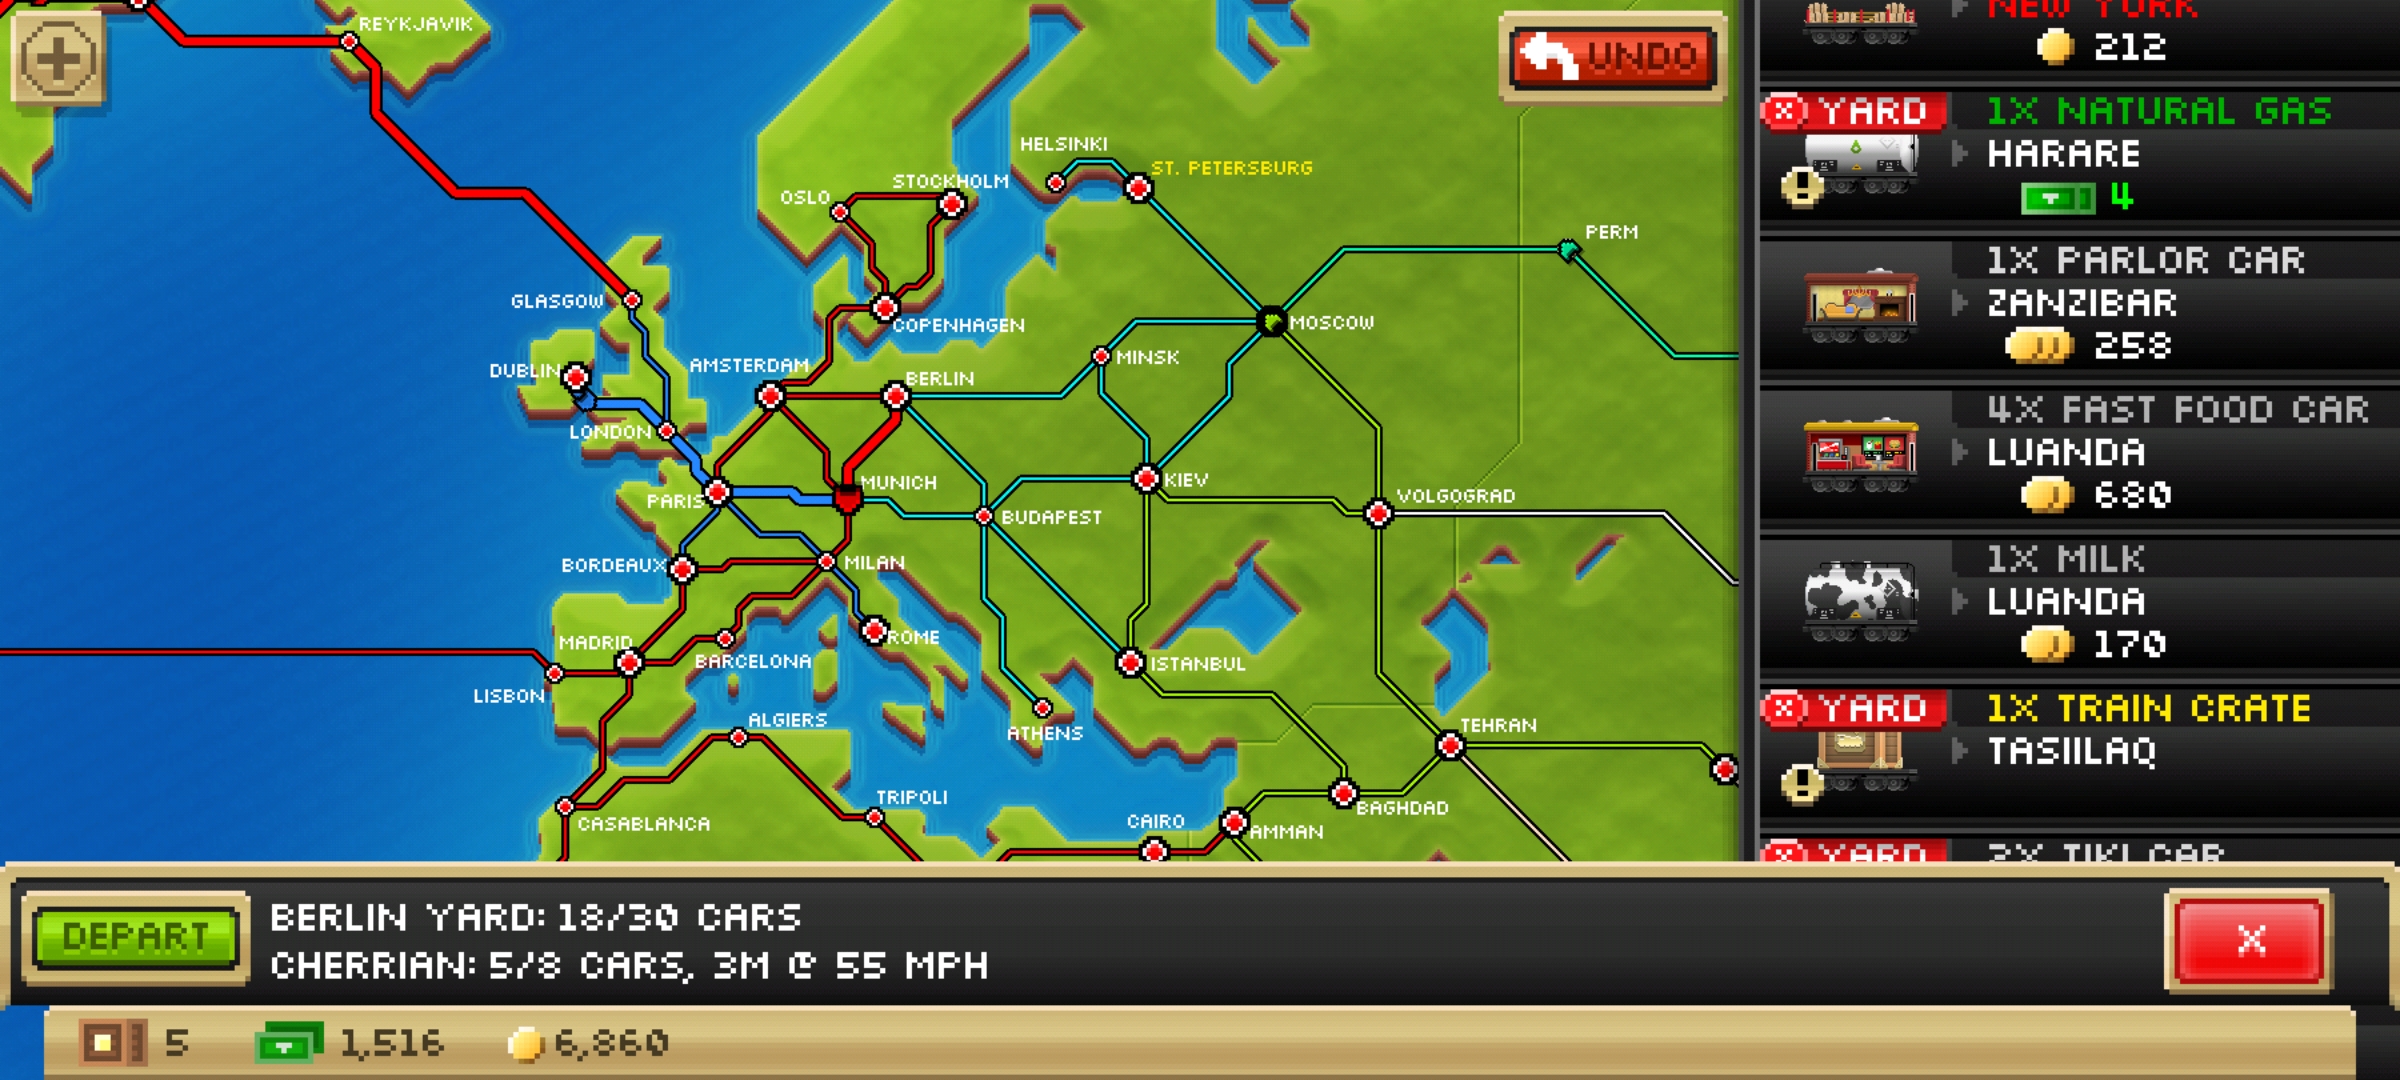 REYKJAVIK
UNDO
NEW YORK
212
YARD
1X NATURAL GAS
HARARE
4
1X PARLOR CAR
ZANZIBAR
258
4X FAST FOOD CAR
LUANDA
680
1X MILK
LUANDA
170
YARD
1X TRAIN CRATE
TASIILAQ
YARD
2X TIKI CAR
HELSINKI
ST. PETERSBURG
STOCKHOLM
OSLO
PERM
GLASGOW
COPENHAGEN
MOSCOW
MINSK
DUBLIN
AMSTERDAM
BERLIN
LONDON
MUNICH
KIEV
PARIS
VOLGOGRAD
BUDAPEST
BORDEAUX
MILAN
MADRID
ROME
BARCELONA
ISTANBUL
LISBON
ALGIERS
ATHENS
TEHRAN
TRIPOLI
BAGHDAD
CASABLANCA
CAIRO
AMMAN
DEPART
BERLIN YARD: 18/30 CARS
CHERRIAN: 5/8 CARS, 3M @ 55 MPH
X
5
1,516
6,860